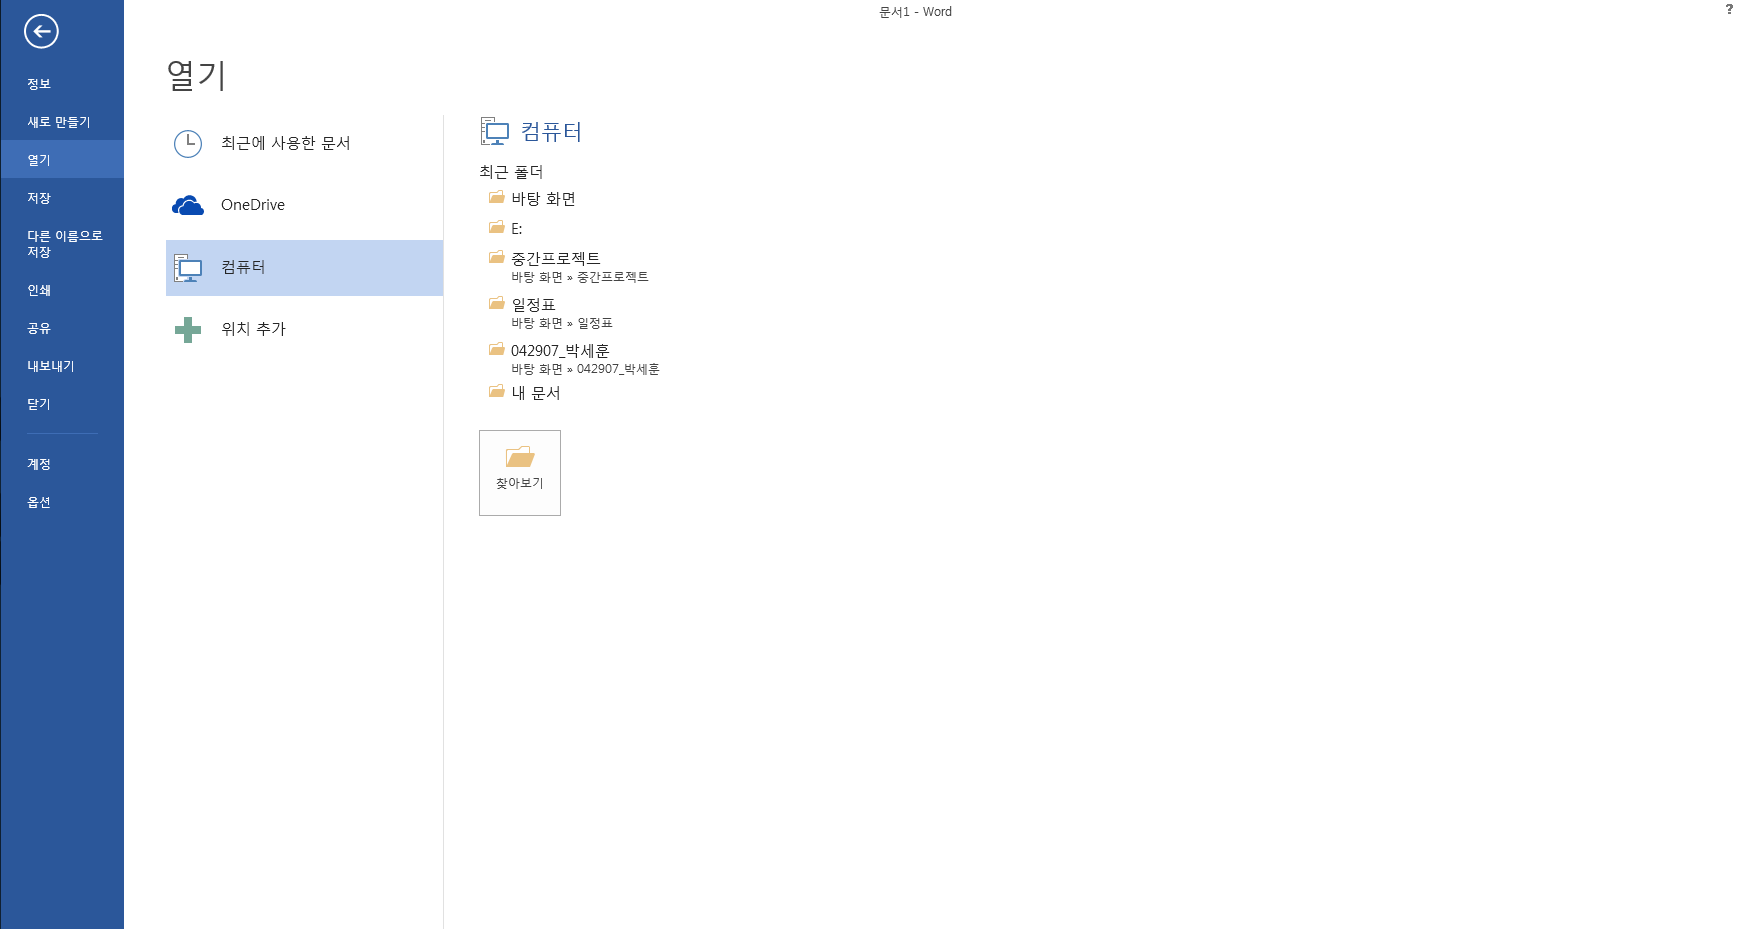 문서1 - Word
?
정보
새로 만들기
열기
저장
다른 이름으로
저장
인쇄
공유
내보내기
닫기
계정
옵션
열기
최근에 사용한 문서
OneDrive
컴퓨터
위치 추가
컴퓨터
최근 폴더
바탕 화면
E:
중간프로젝트
바탕 화면 » 중간프로젝트
일정표
바탕 화면 » 일정표
042907_박세훈
바탕 화면 » 042907_박세훈
내 문서
찾아보기